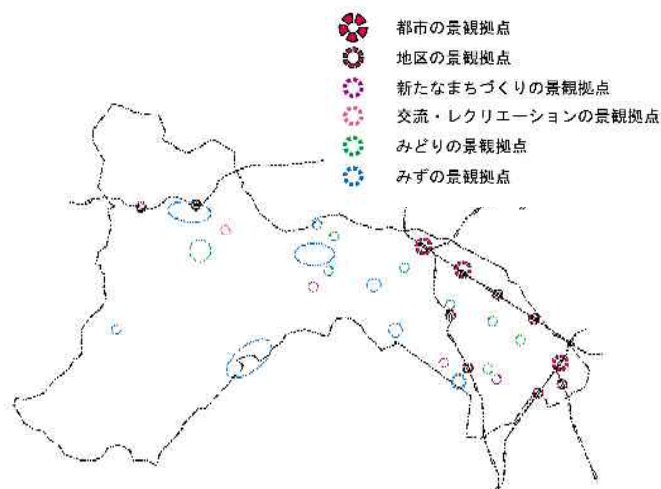 都市の景観拠点
地区の景観拠点
新たなまちづくりの景観拠点
交流・レクリエーションの景観拠点
みどりの景観拠点
みずの景観拠点